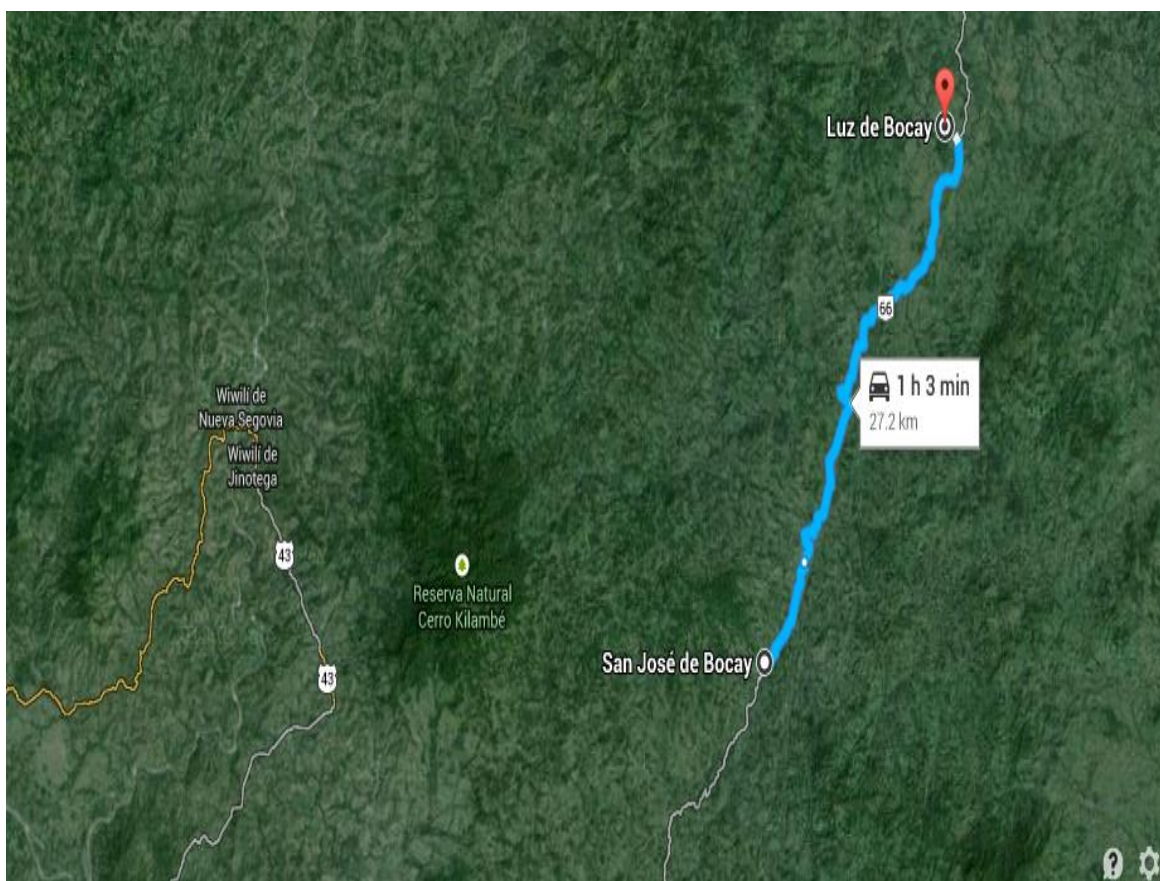 Luz de Bocay
66
1 h 3 min
27.2 km
Wiwilí de
Nueva Segovia
Wiwilí de
Jinotega
43
Reserva Natural
Cerro Kilambé
San José de Bocay
43
?